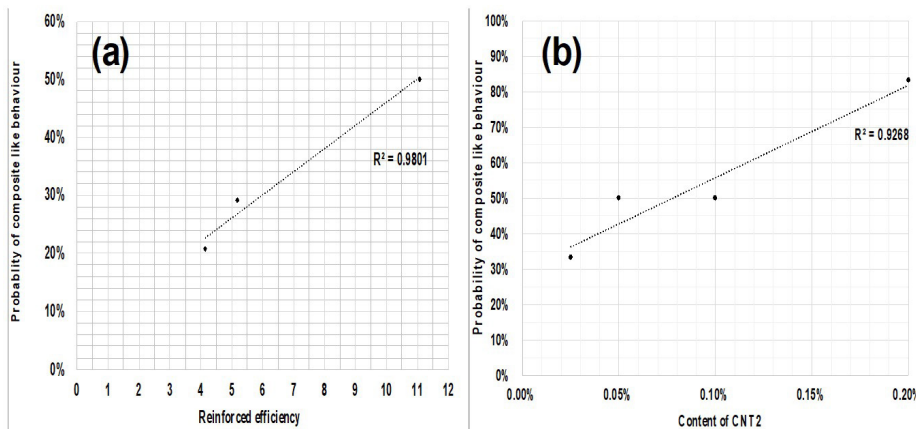 (a)
Probability of composite like behaviour
60%
50%
40%
30%
20%
10%
0%
R² = 0.9801
0 1 2 3 4 5 6 7 8 9 10 11 12
Reinforced efficiency
(b)
Probability of composite like behaviour
100%
90%
80%
70%
60%
50%
40%
30%
20%
10%
0%
R² = 0.9268
0.00% 0.05% 0.10% 0.15% 0.20%
Content of CNT2